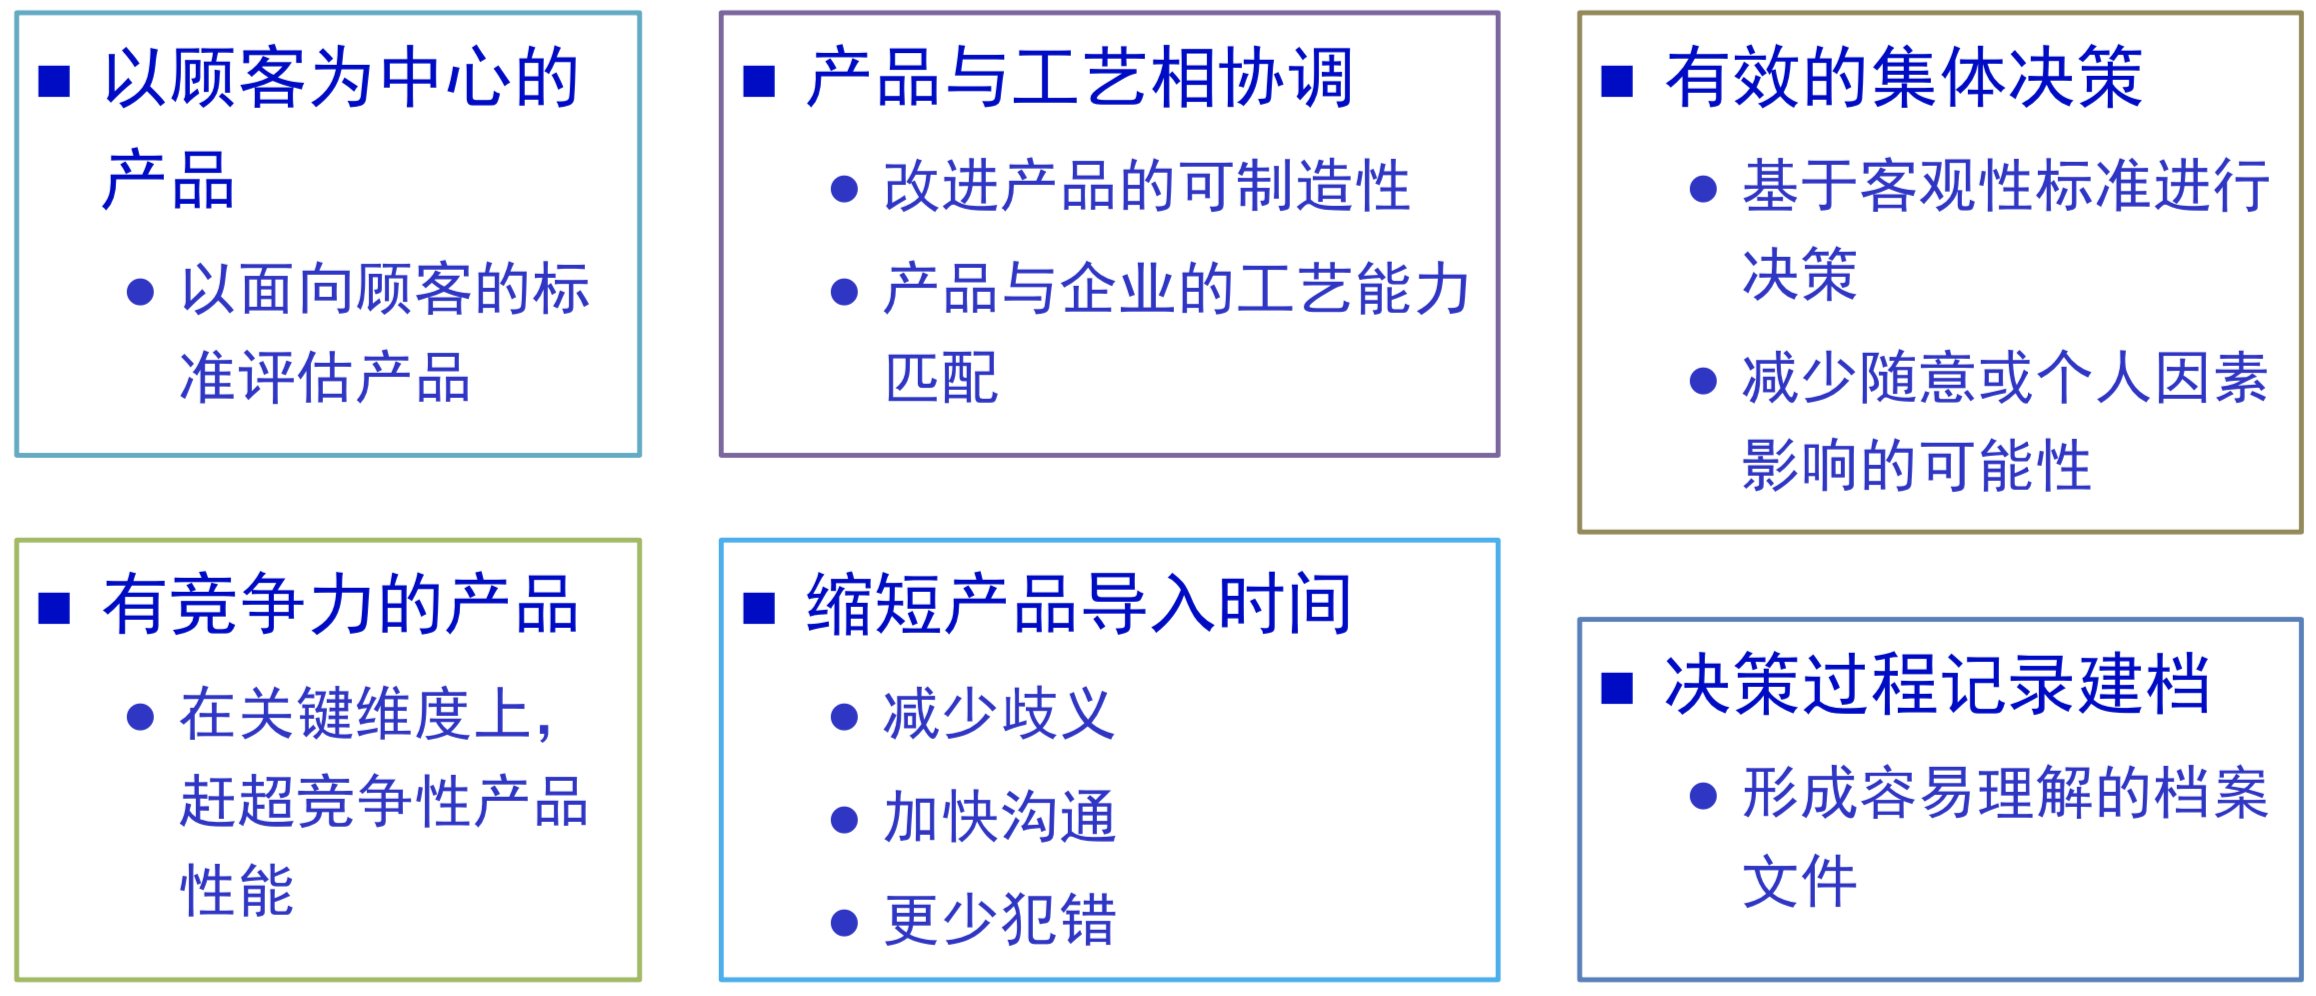 ■ 以顾客为中心的
产品
● 以面向顾客的标
准评估产品
■ 产品与工艺相协调
● 改进产品的可制造性
● 产品与企业的工艺能力
匹配
■ 有效的集体决策
● 基于客观性标准进行
决策
● 减少随意或个人因素
影响的可能性
■ 有竞争力的产品
● 在关键维度上，
赶超竞争性产品
性能
■ 缩短产品导入时间
● 减少歧义
● 加快沟通
● 更少犯错
■ 决策过程记录建档
● 形成容易理解的档案
文件